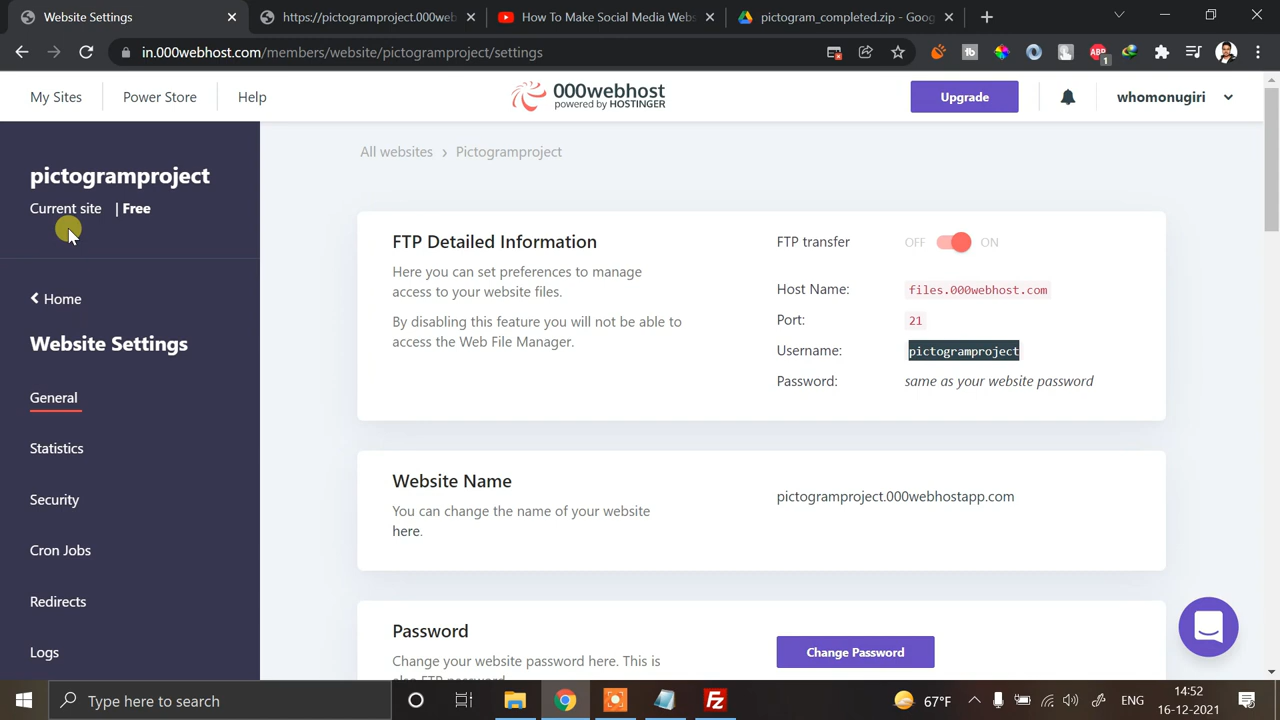 Website Settings
https://pictogramproject.000web
How To Make Social Media Webs
pictogram_completed.zip - Goog
in.000webhost.com/members/website/pictogramproject/settings
My Sites
Power Store
Help
000webhost
powered by HOSTINGER
Upgrade
whomonugiri
pictogramproject
Current site | Free
Home
Website Settings
General
Statistics
Security
Cron Jobs
Redirects
Logs
All websites › Pictogramproject
FTP Detailed Information
Here you can set preferences to manage
access to your website files.
By disabling this feature you will not be able to
access the Web File Manager.
FTP transfer OFF ON
Host Name: files.000webhost.com
Port: 21
Username: pictogramproject
Password: same as your website password
Website Name
You can change the name of your website
here.
pictogramproject.000webhostapp.com
Password
Change your website password here. This is
Change Password
Type here to search
67°F
ENG
14:52
16-12-2021